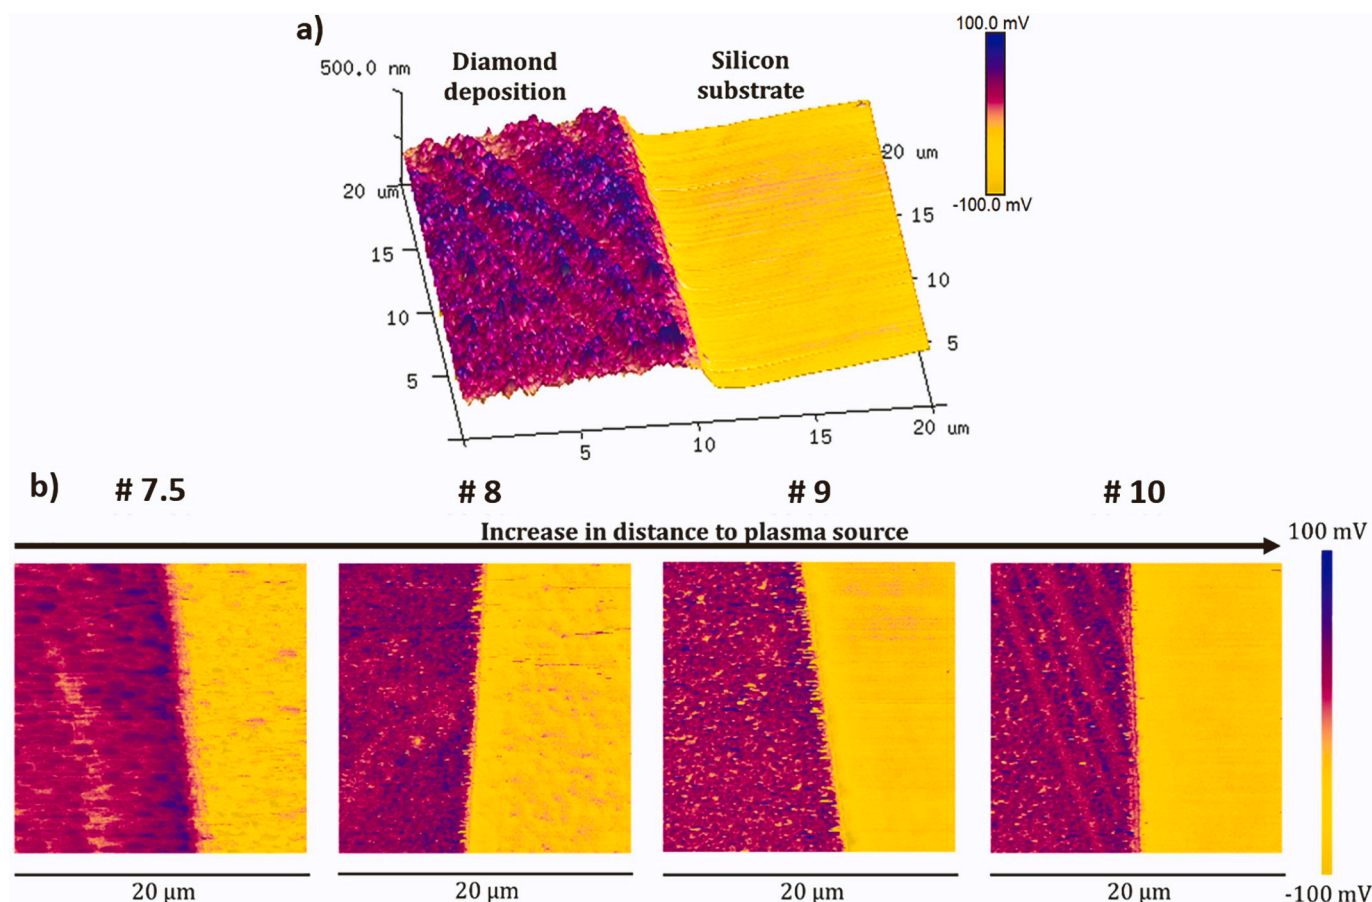 a)
100.0 mV
500.0 nm
Diamond
deposition
Silicon
substrate
-100.0 mV
20 um
20 um
15
15
10
10
5
5
5
10
15
20 um
b)
# 7.5
# 8
# 9
# 10
Increase in distance to plasma source
100 mV
20 µm
20 µm
20 µm
20 µm
-100 mV